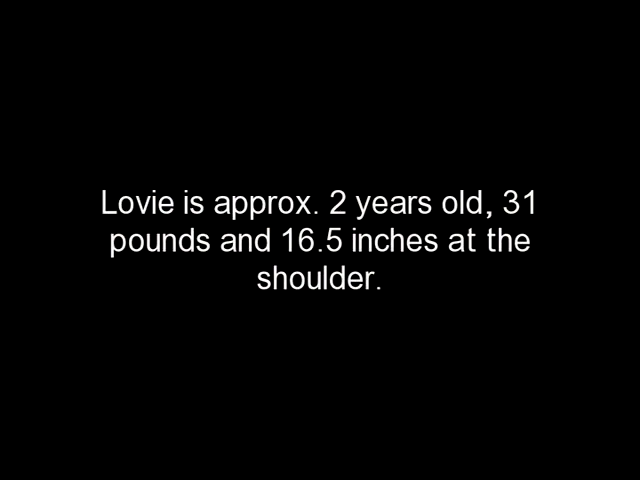 Lovie is approx. 2 years old, 31
pounds and 16.5 inches at the
shoulder.